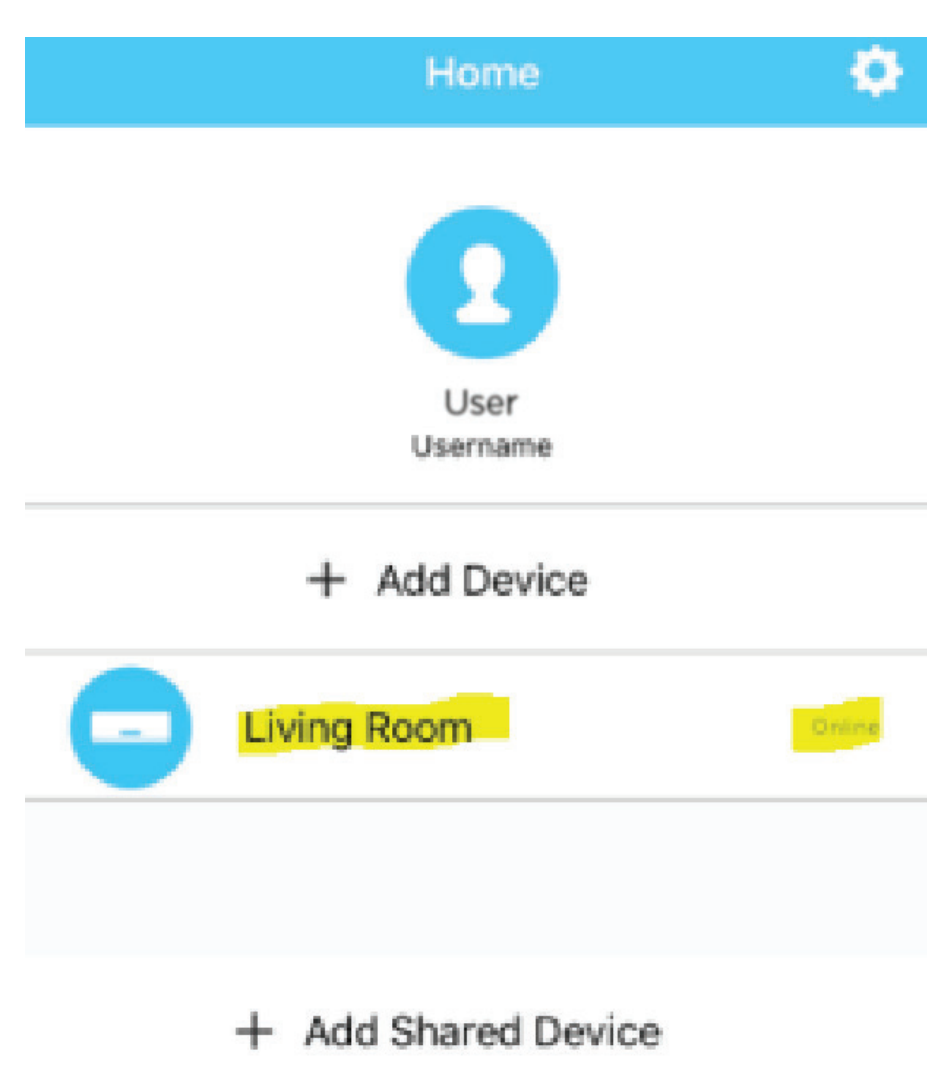 Home
User
Username
+ Add Device
Living Room Online
+ Add Shared Device